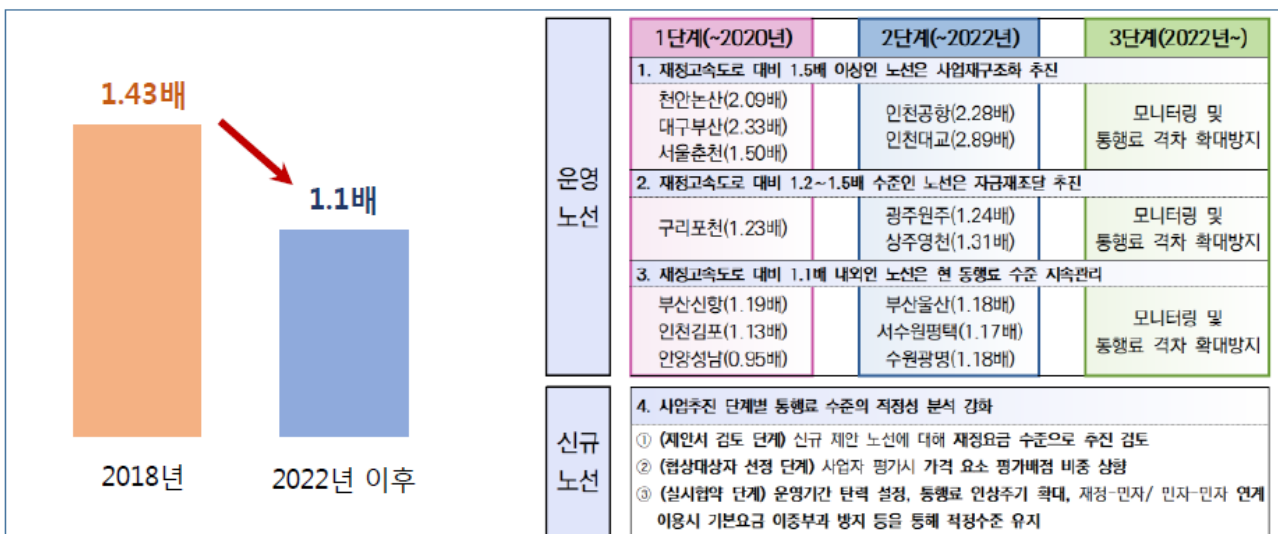 1.43배
1.1배
2018년
2022년 이후
운영
노선
1단계(~2020년)
2단계(~2022년)
3단계(2022년~)
1. 재정고속도로 대비 1.5배 이상인 노선은 사업재구조화 추진
천안논산(2.09배)
대구부산(2.33배)
서울춘천(1.50배)
인천공항(2.28배)
인천대교(2.89배)
모니터링 및
통행료 격차 확대방지
2. 재정고속도로 대비 1.2~1.5배 수준인 노선은 자금재조달 추진
구리포천(1.23배)
광주원주(1.24배)
상주영천(1.31배)
모니터링 및
통행료 격차 확대방지
3. 재정고속도로 대비 1.1배 내외인 노선은 현 통행료 수준 지속관리
부산신항(1.19배)
인천김포(1.13배)
안양성남(0.95배)
부산울산(1.18배)
서수원평택(1.17배)
수원광명(1.18배)
모니터링 및
통행료 격차 확대방지
신규
노선
4. 사업추진 단계별 통행료 수준의 적정성 분석 강화
① (제안서 검토 단계) 신규 제안 노선에 대해 재정요금 수준으로 추진 검토
② (협상대상자 선정 단계) 사업자 평가시 가격 요소 평가배점 비중 상향
③ (실시협약 단계) 운영기간 탄력 설정, 통행료 인상주기 확대, 재정-민자/ 민자-민자 연계
이용시 기본요금 이중부과 방지 등을 통해 적정수준 유지